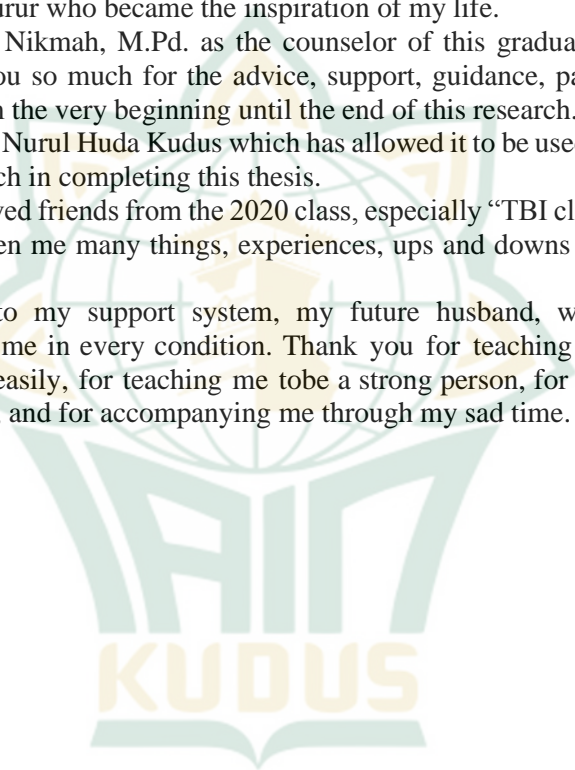 urur who became the inspiration of my life.
Nikmah, M.Pd. as the counselor of this gradua
ou so much for the advice, support, guidance, pa
n the very beginning until the end of this research.
Nurul Huda Kudus which has allowed it to be used
ch in completing this thesis.
ved friends from the 2020 class, especially “TBI cl
en me many things, experiences, ups and downs
to my support system, my future husband, w
me in every condition. Thank you for teaching
easily, for teaching me tobe a strong person, for
and for accompanying me through my sad time.
IAIN
KUDUS